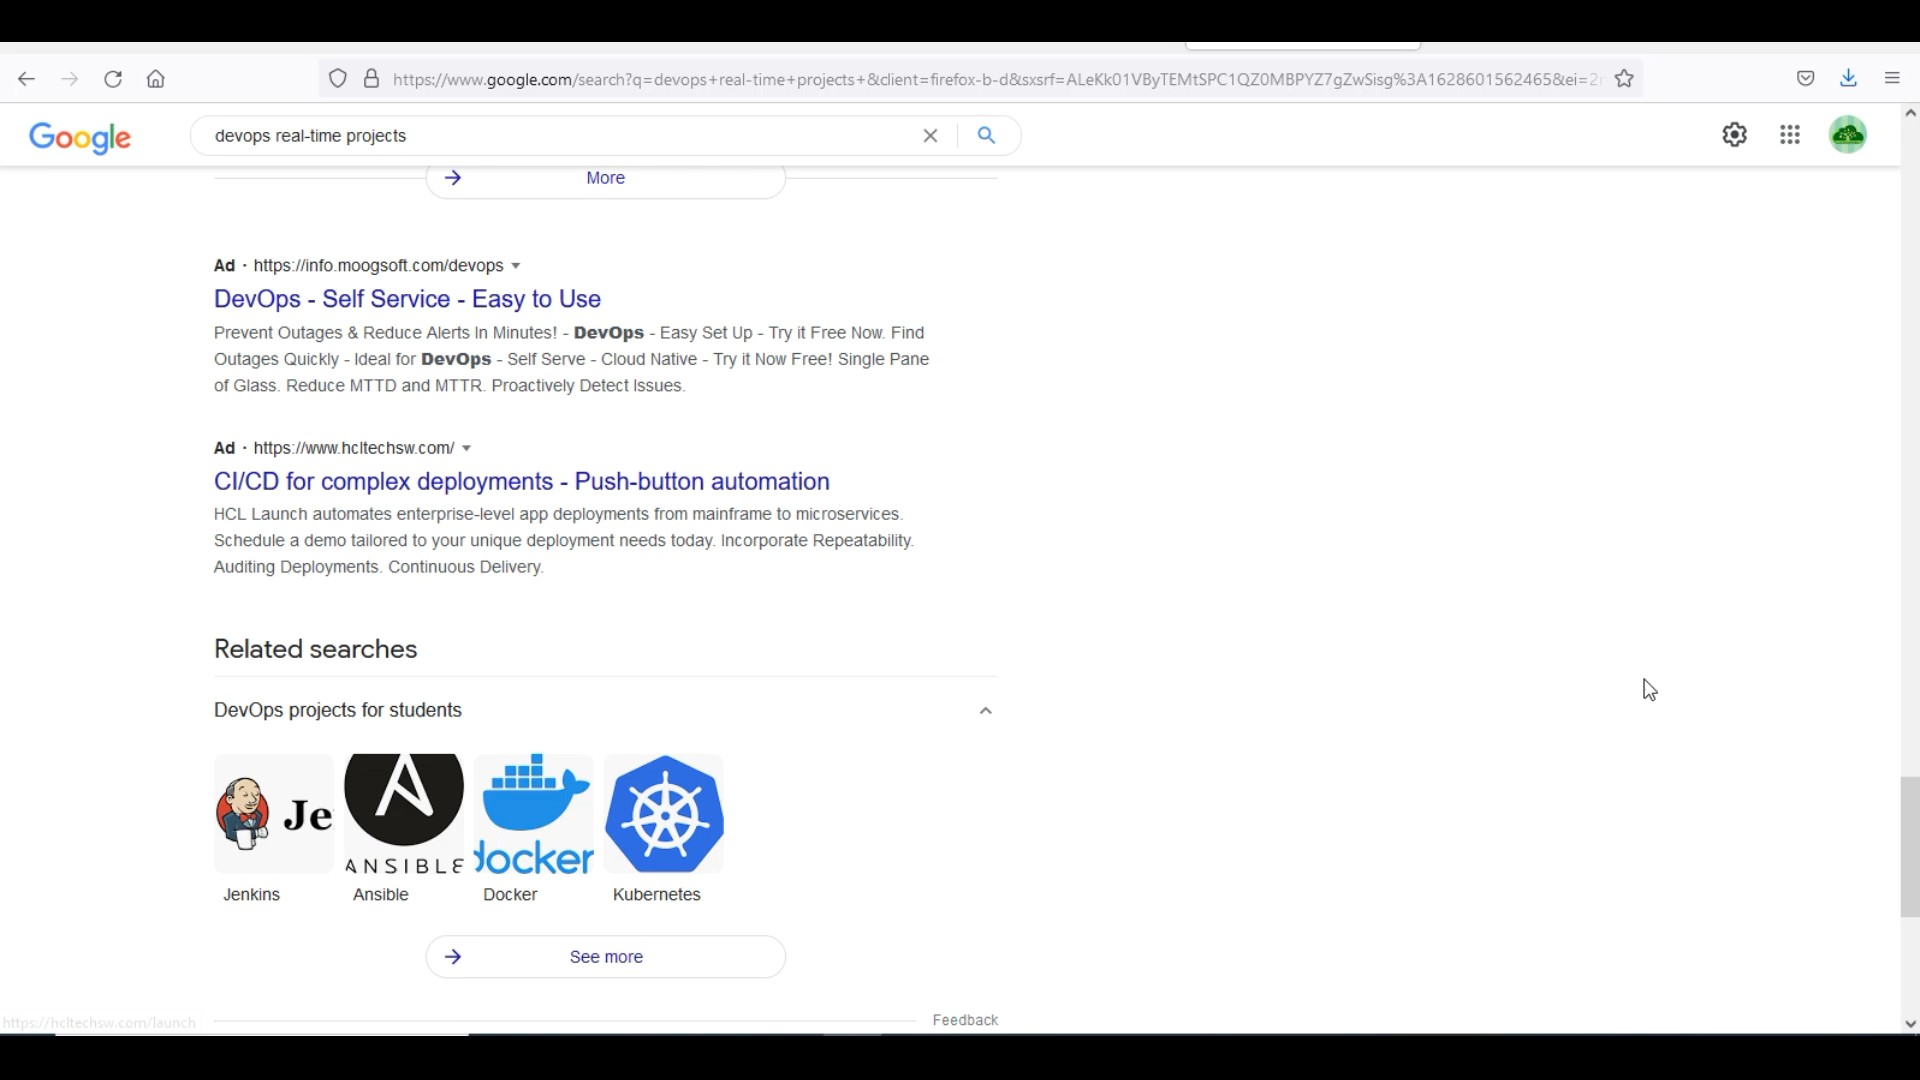 https://www.google.com/search?q=devops+real-time+projects+&client=firefox-b-d&sxsrf=ALeKk01VByTEMtSPC1QZ0MBPYZ7gZwSisg%3A1628601562465&ei=2
Google
devops real-time projects
More
Ad · https://info.moogsoft.com/devops
DevOps - Self Service - Easy to Use
Prevent Outages & Reduce Alerts In Minutes! - DevOps - Easy Set Up - Try it Free Now. Find
Outages Quickly - Ideal for DevOps - Self Serve - Cloud Native - Try it Now Free! Single Pane
of Glass. Reduce MTTD and MTTR. Proactively Detect Issues.
Ad · https://www.hcltechsw.com/
CI/CD for complex deployments - Push-button automation
HCL Launch automates enterprise-level app deployments from mainframe to microservices.
Schedule a demo tailored to your unique deployment needs today. Incorporate Repeatability.
Auditing Deployments. Continuous Delivery.
Related searches
DevOps projects for students
Je
ANSIBLE
docker
Jenkins
Ansible
Docker
Kubernetes
See more
Feedback
https://hcltechsw.com/launch